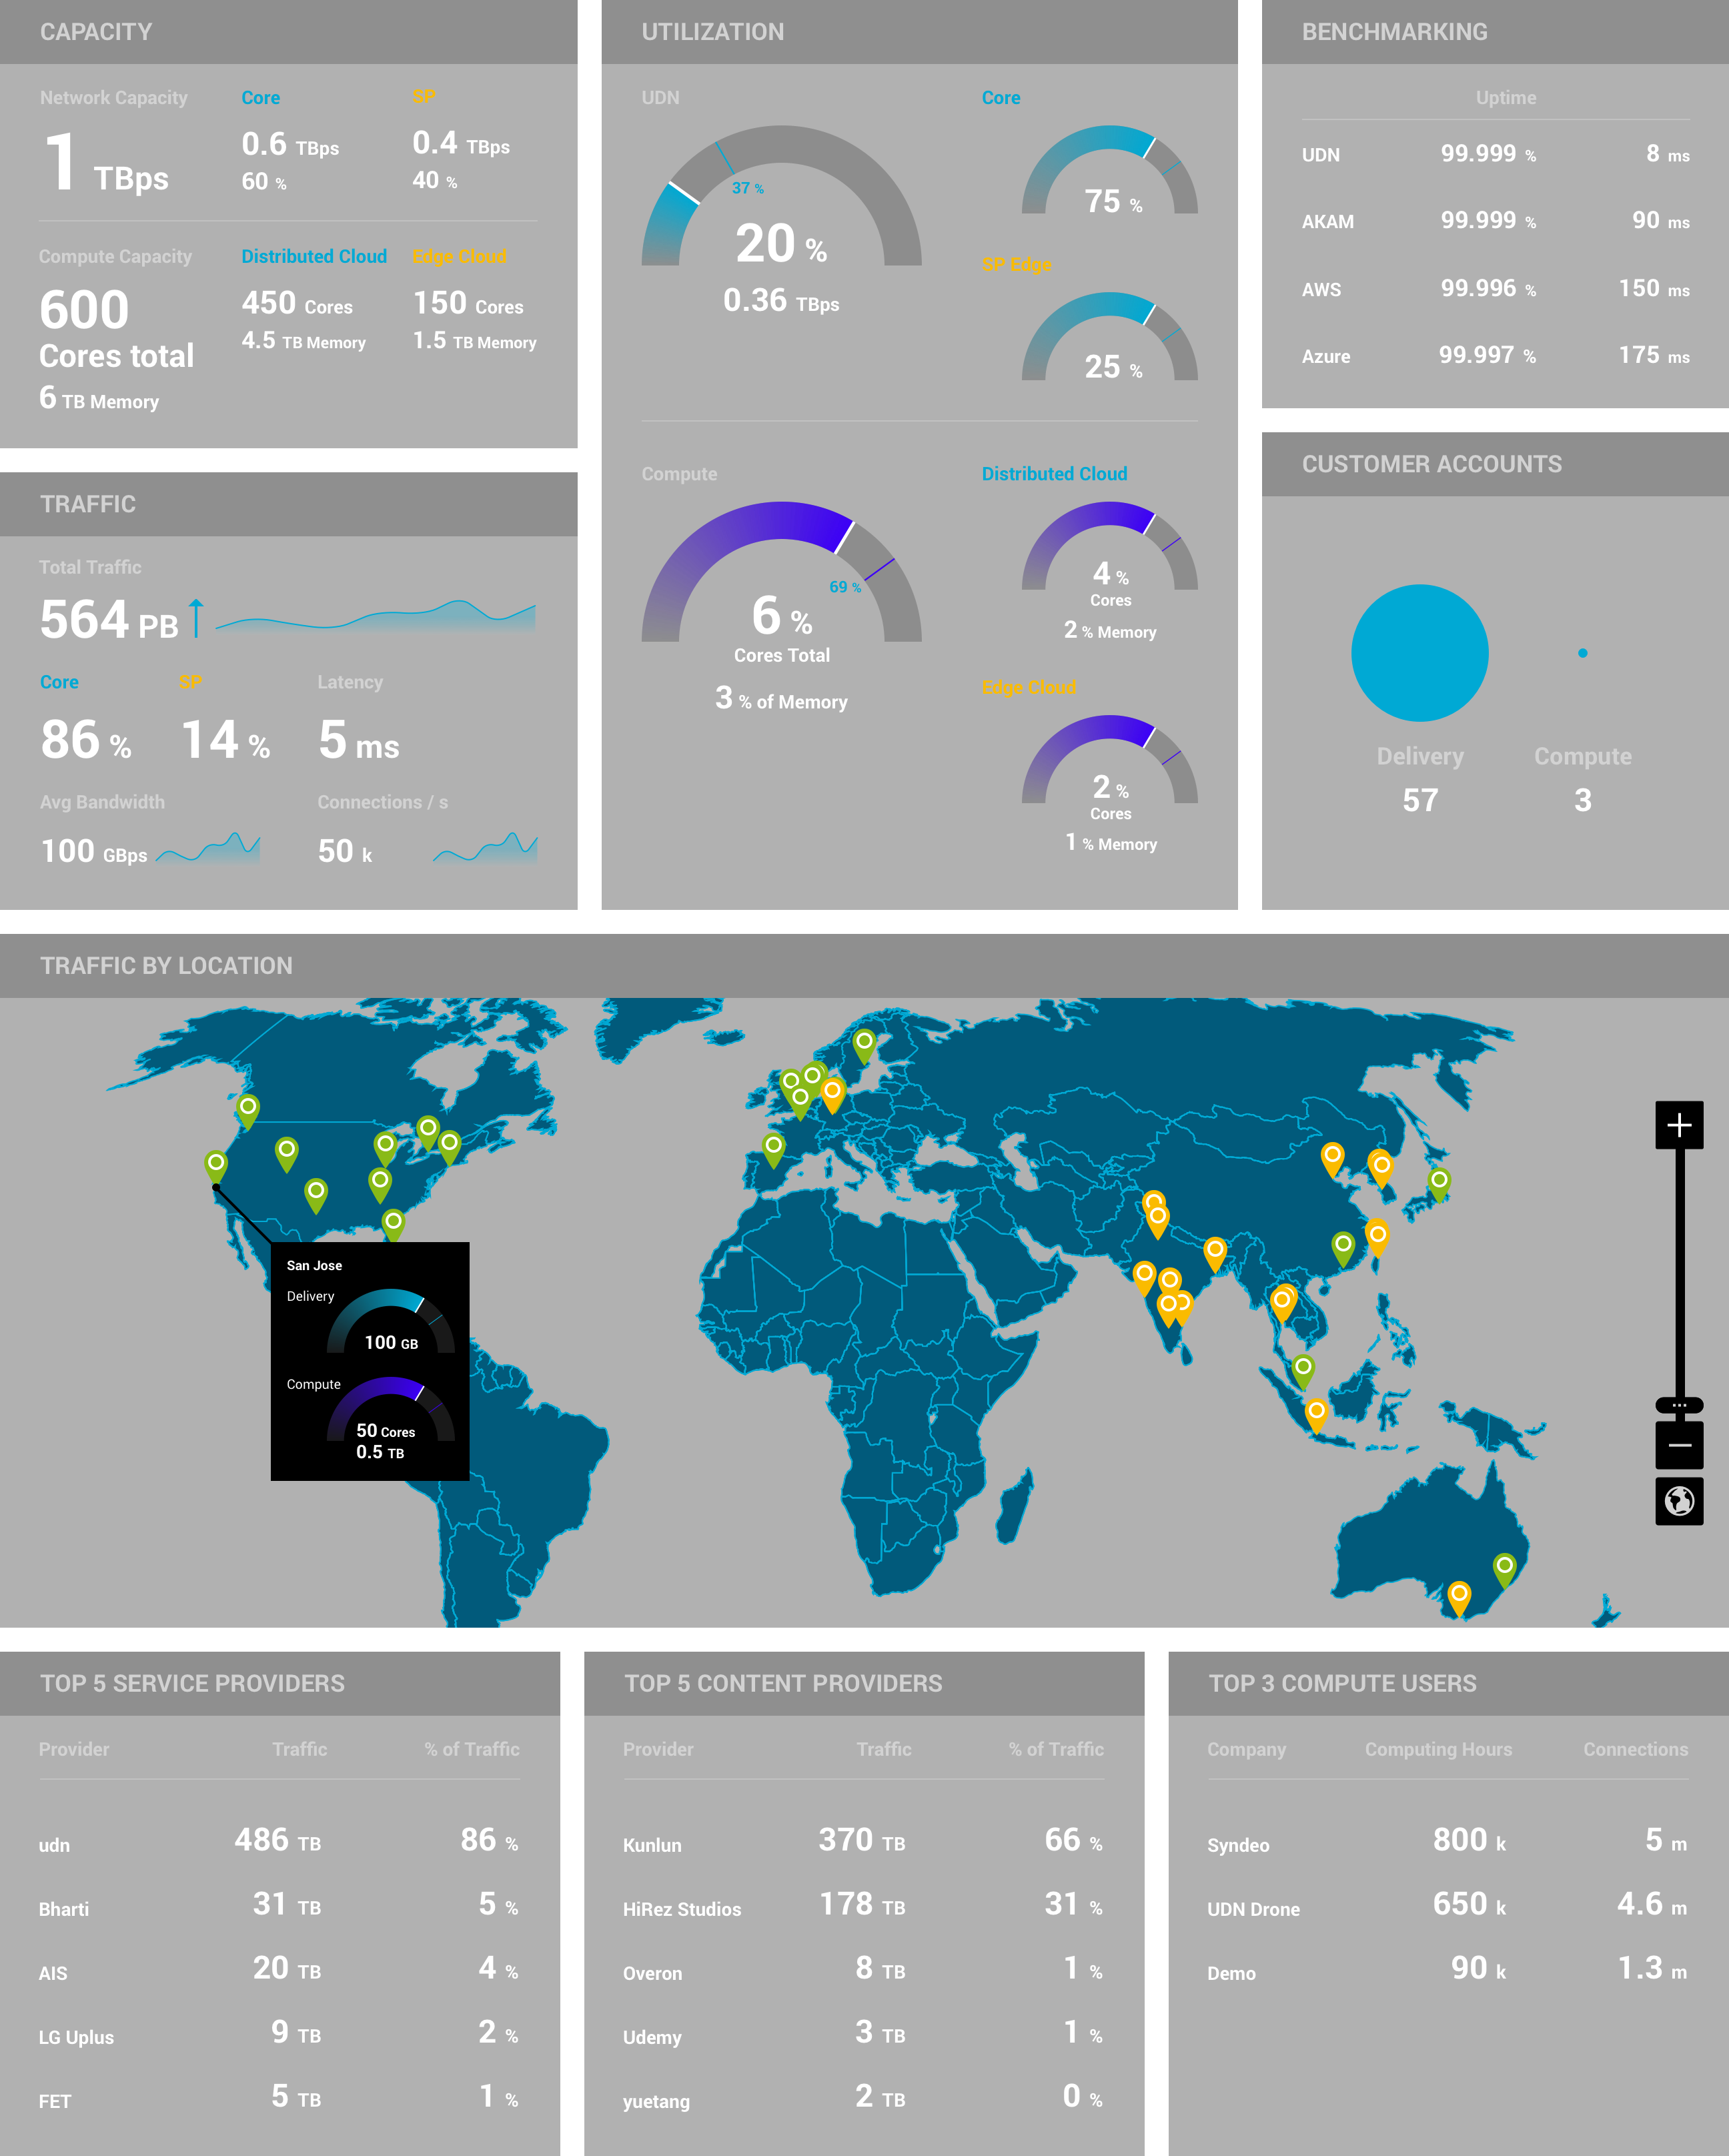 CAPACITY
Network Capacity
1 TBps
Core
0.6 TBps
60 %
SP
0.4 TBps
40 %
Compute Capacity
600
Cores total
6 TB Memory
Distributed Cloud
450 Cores
4.5 TB Memory
Edge Cloud
150 Cores
1.5 TB Memory
TRAFFIC
Total Traffic
564 PB
Core
86 %
SP
14 %
Latency
5 ms
Avg Bandwidth
100 GBps
Connections / s
50 k
UTILIZATION
UDN
37 %
20 %
0.36 TBps
Core
75 %
SP Edge
25 %
Compute
69 %
6 %
Cores Total
3 % of Memory
Distributed Cloud
4 %
Cores
2 % Memory
Edge Cloud
2 %
Cores
1 % Memory
BENCHMARKING
Uptime
UDN 99.999 % 8 ms
AKAM 99.999 % 90 ms
AWS 99.996 % 150 ms
Azure 99.997 % 175 ms
CUSTOMER ACCOUNTS
Delivery
57
Compute
3
TRAFFIC BY LOCATION
San Jose
Delivery
100 GB
Compute
50 Cores
0.5 TB
TOP 5 SERVICE PROVIDERS
Provider Traffic % of Traffic
udn 486 TB 86 %
Bharti 31 TB 5 %
AIS 20 TB 4 %
LG Uplus 9 TB 2 %
FET 5 TB 1 %
TOP 5 CONTENT PROVIDERS
Provider Traffic % of Traffic
Kunlun 370 TB 66 %
HiRez Studios 178 TB 31 %
Overon 8 TB 1 %
Udemy 3 TB 1 %
yuetang 2 TB 0 %
TOP 3 COMPUTE USERS
Company Computing Hours Connections
Syndeo 800 k 5 m
UDN Drone 650 k 4.6 m
Demo 90 k 1.3 m